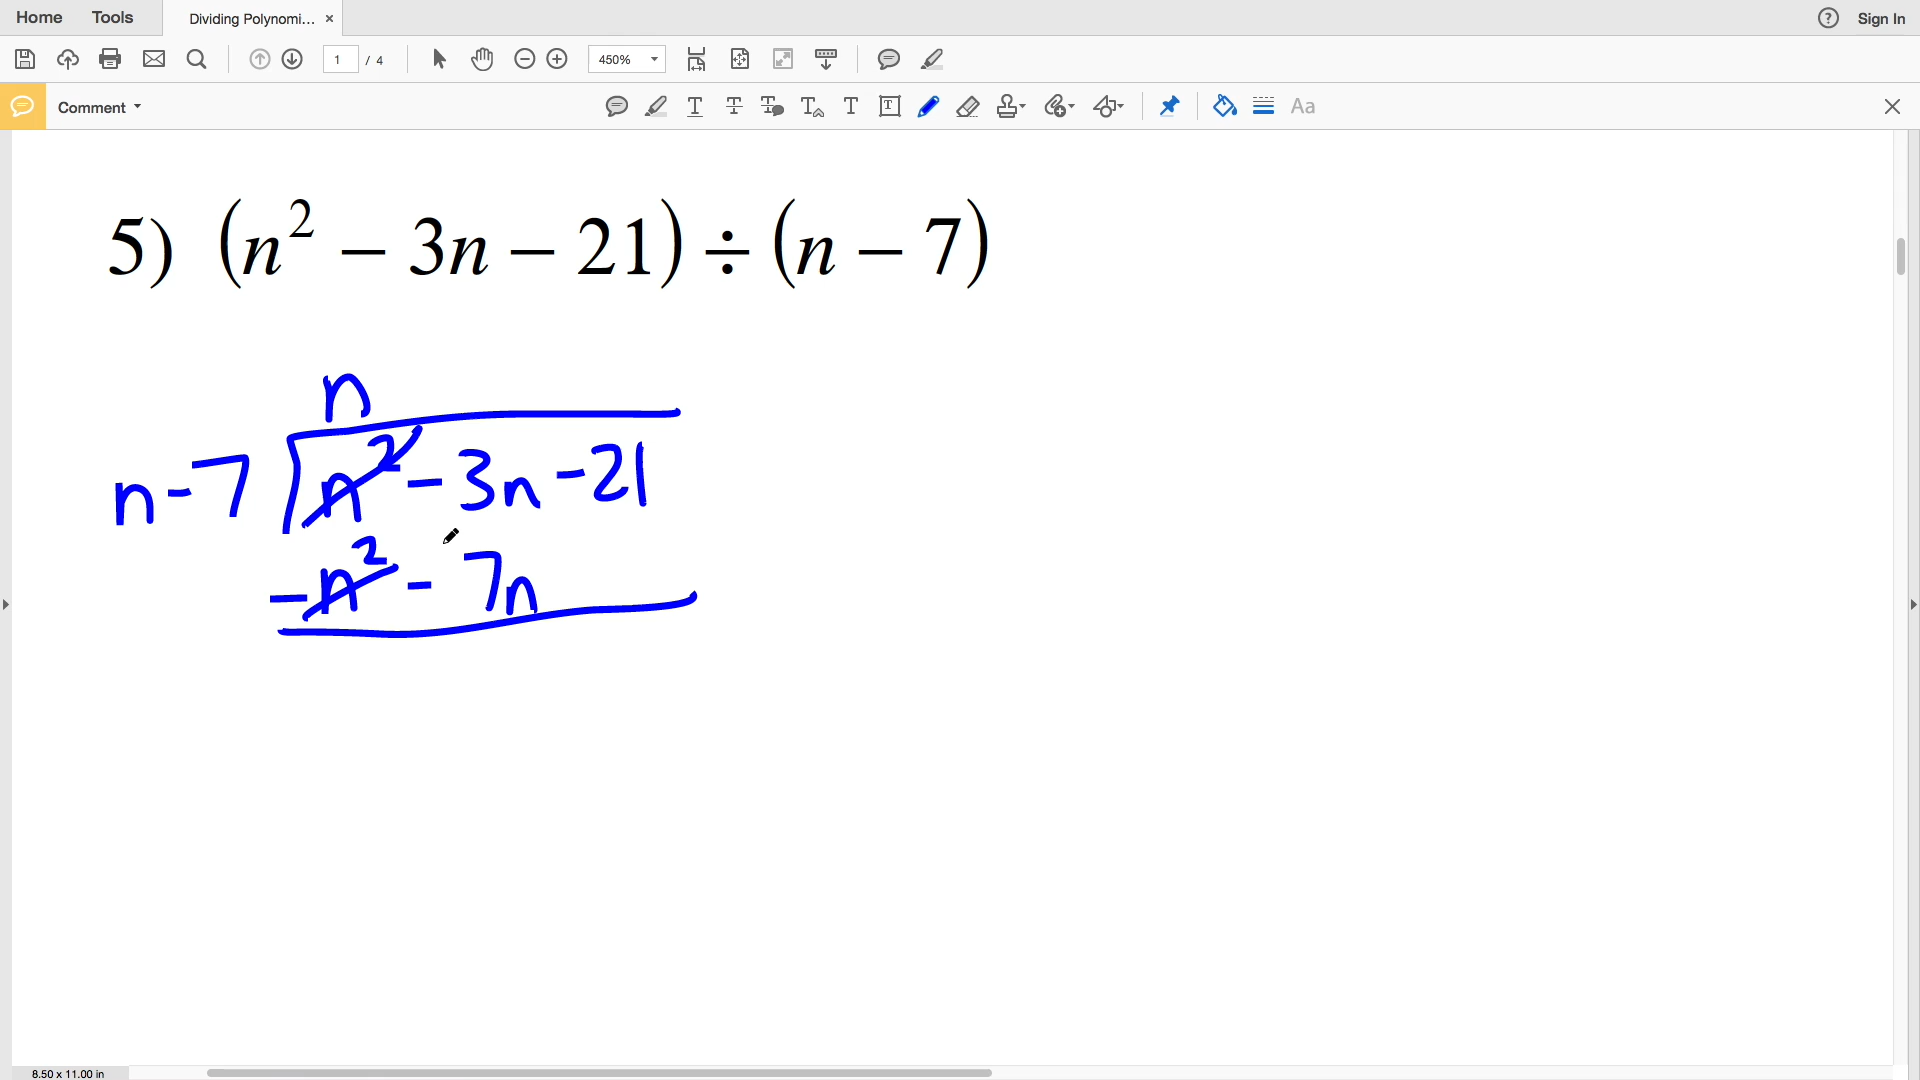 Home Tools Dividing Polynomi... × ? Sign In
1 / 4 450%
Comment T T T T T T Aa
5) (n² − 3n − 21) ÷ (n − 7)
n
n-7 n²-3n-21
-n²-7n
8.50 x 11.00 in